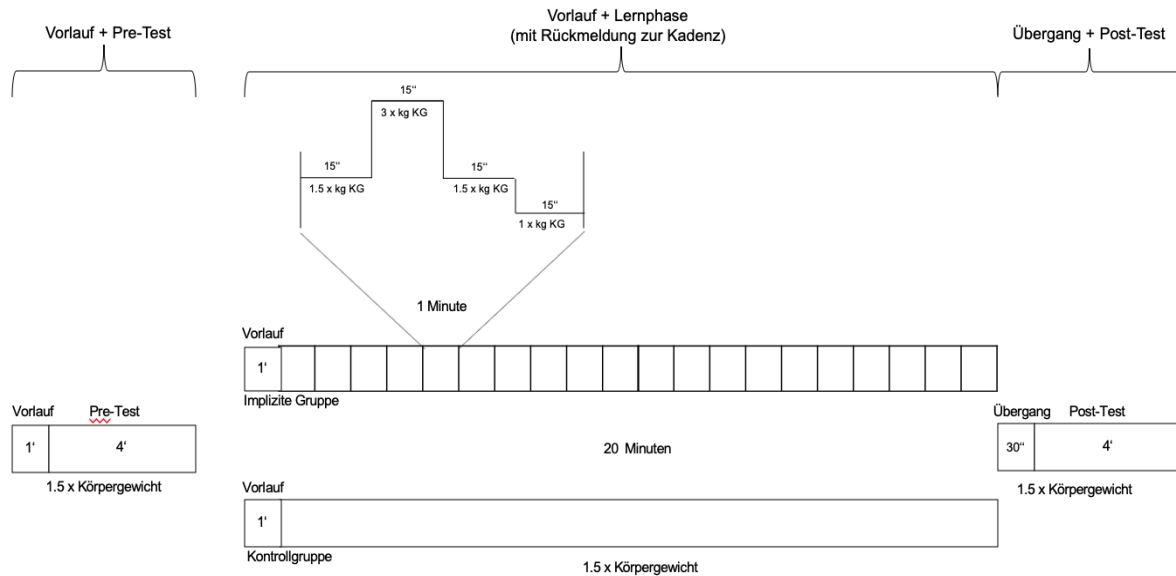 Vorlauf + Pre-Test
Vorlauf + Lernphase
(mit Rückmeldung zur Kadenz)
Übergang + Post-Test
15“
3 x kg KG
15“
1.5 x kg KG
15“
1.5 x kg KG
15“
1 x kg KG
1 Minute
Vorlauf
1‘
Implizite Gruppe
Vorlauf Pre-Test
1‘ 4‘
1.5 x Körpergewicht
20 Minuten
Übergang Post-Test
30“ 4‘
1.5 x Körpergewicht
Vorlauf
1‘
Kontrollgruppe
1.5 x Körpergewicht